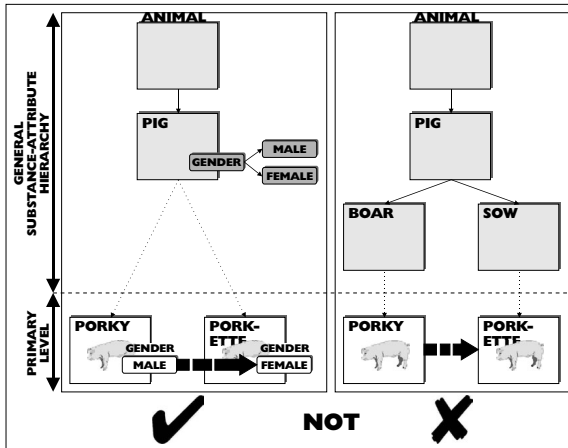 GENERAL
SUBSTANCE-ATTRIBUTE
HIERARCHY
PRIMARY
LEVEL
ANIMAL
PIG
GENDER
MALE
FEMALE
PORKY
GENDER
MALE
PORK-
ETTE
GENDER
FEMALE
ANIMAL
PIG
BOAR
SOW
PORKY
PORK-
ETTE
NOT